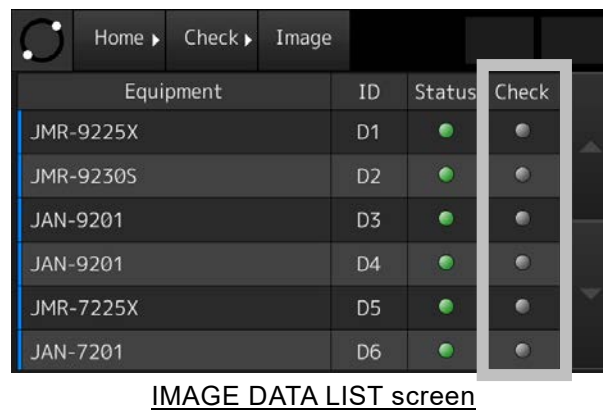 Home Check Image
Equipment ID Status Check
JMR-9225X D1
JMR-9230S D2
JAN-9201 D3
JAN-9201 D4
JMR-7225X D5
JAN-7201 D6
IMAGE DATA LIST screen